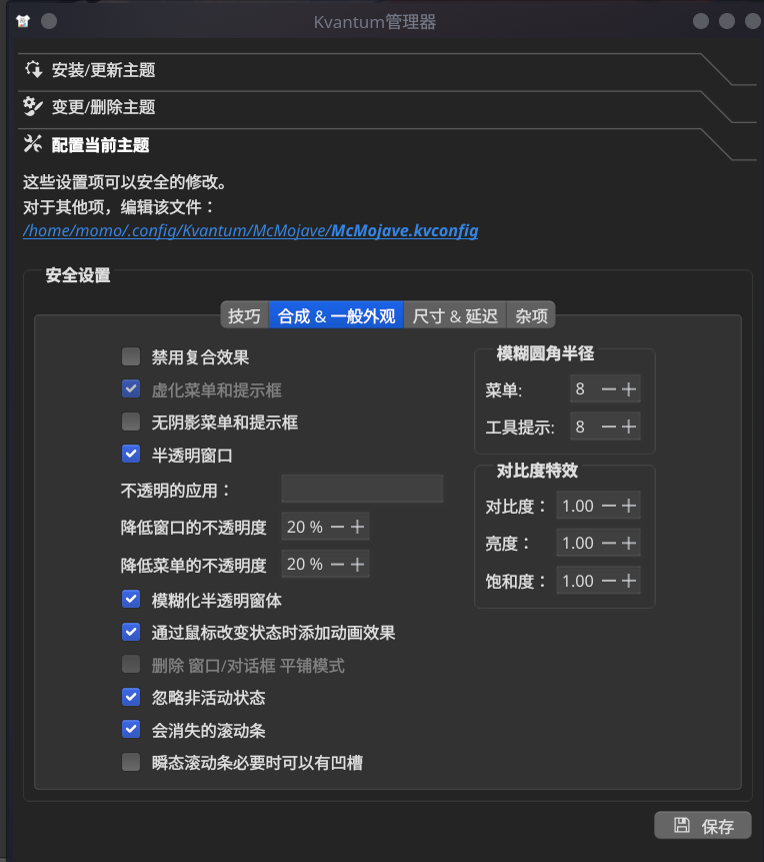 Kvantum管理器
安装/更新主题
变更/删除主题
配置当前主题
这些设置项可以安全的修改。
对于其他项，编辑该文件：
/home/momo/.config/Kvantum/McMojave/McMojave.kvconfig
安全设置
技巧 合成 & 一般外观 尺寸 & 延迟 杂项
禁用复合效果
虚化菜单和提示框
无阴影菜单和提示框
半透明窗口
不透明的应用：
降低窗口的不透明度 20 %
降低菜单的不透明度 20 %
模糊化半透明窗体
通过鼠标改变状态时添加动画效果
删除 窗口/对话框 平铺模式
忽略非活动状态
会消失的滚动条
瞬态滚动条必要时可以有凹槽
模糊圆角半径
菜单: 8
工具提示: 8
对比度特效
对比度： 1.00
亮度： 1.00
饱和度： 1.00
保存